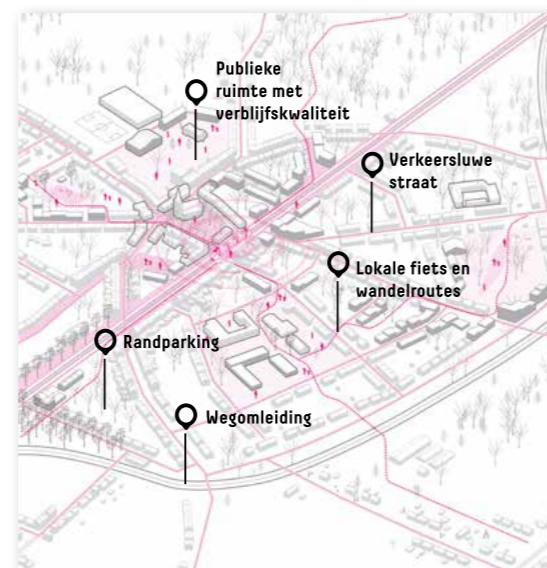 Publieke
ruimte met
verblijfskwaliteit
Verkeersluwe
straat
Lokale fiets en
wandelroutes
Randparking
Wegomleiding